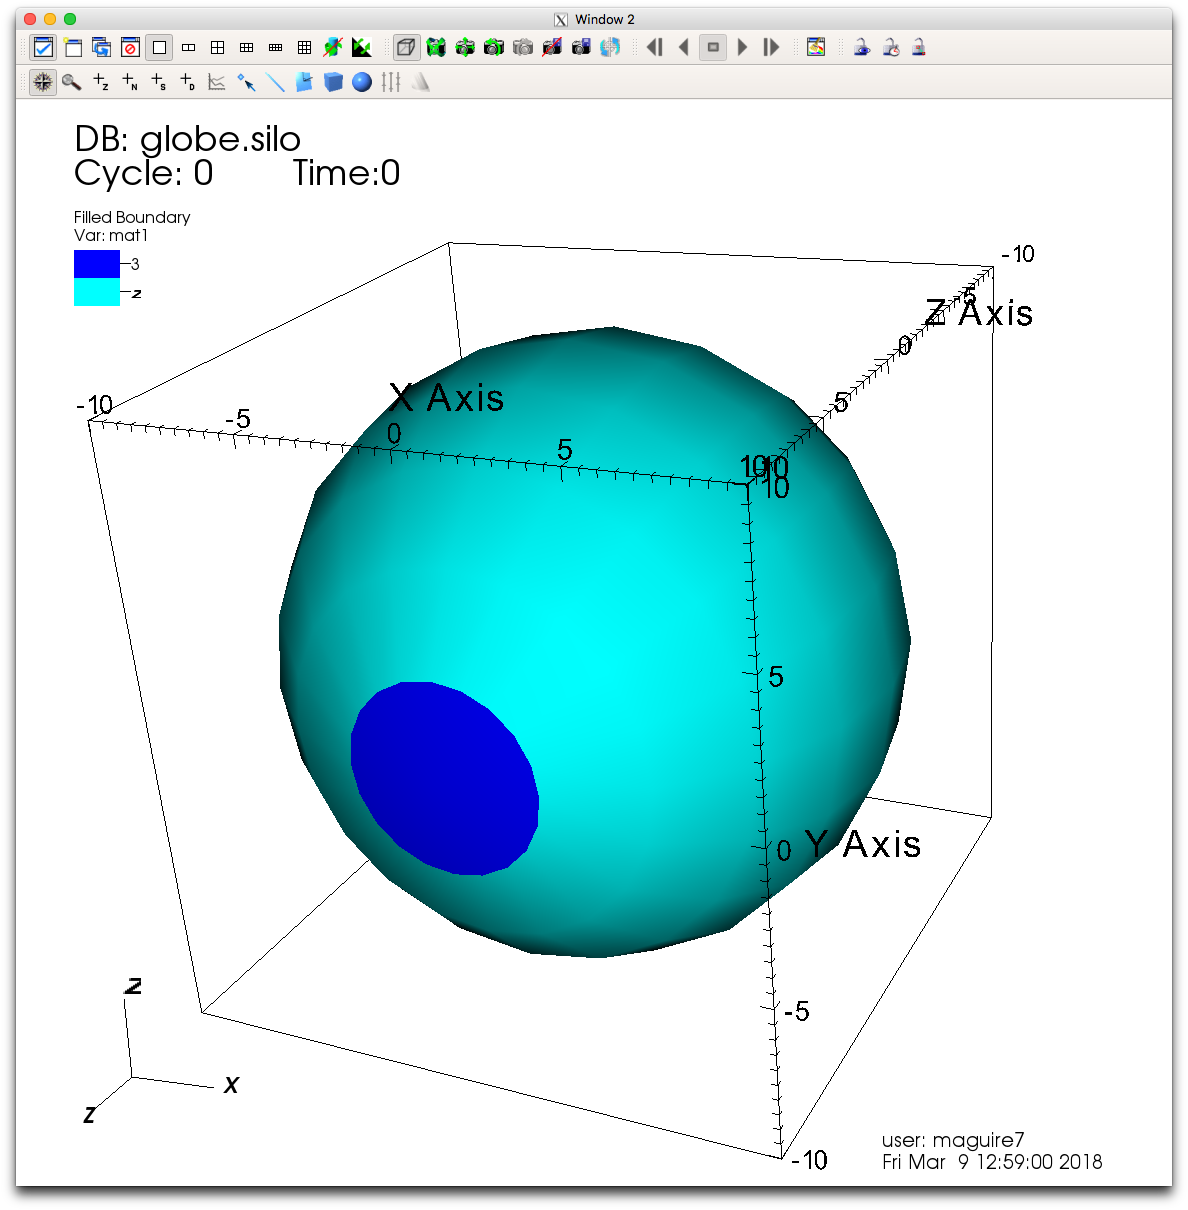 Window 2
Z N S D
DB: globe.silo
Cycle: 0 Time:0
Filled Boundary
Var: mat1
3
2
-10
-5
0
5
10
X Axis
-10
-5
0
5
10
Z Axis
10
5
0
-5
-10
Y Axis
X
Z
user: maguire7
Fri Mar 9 12:59:00 2018